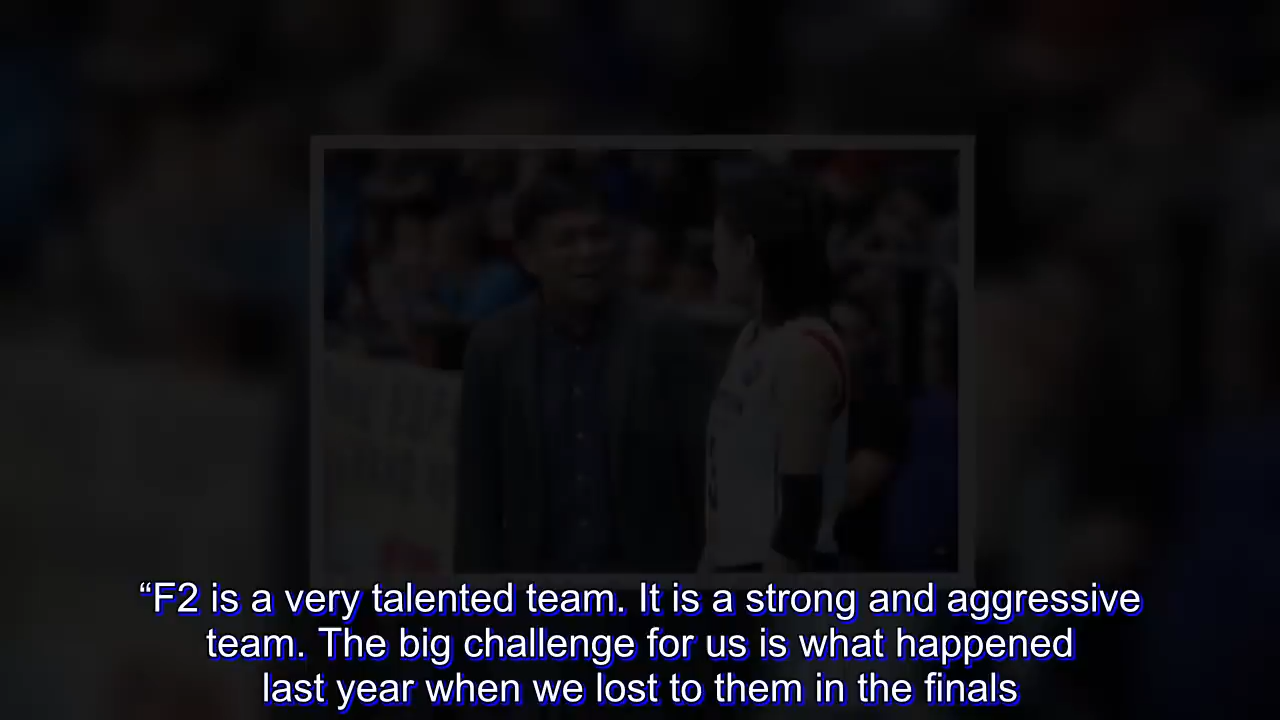 “F2 is a very talented team. It is a strong and aggressive
team. The big challenge for us is what happened
last year when we lost to them in the finals